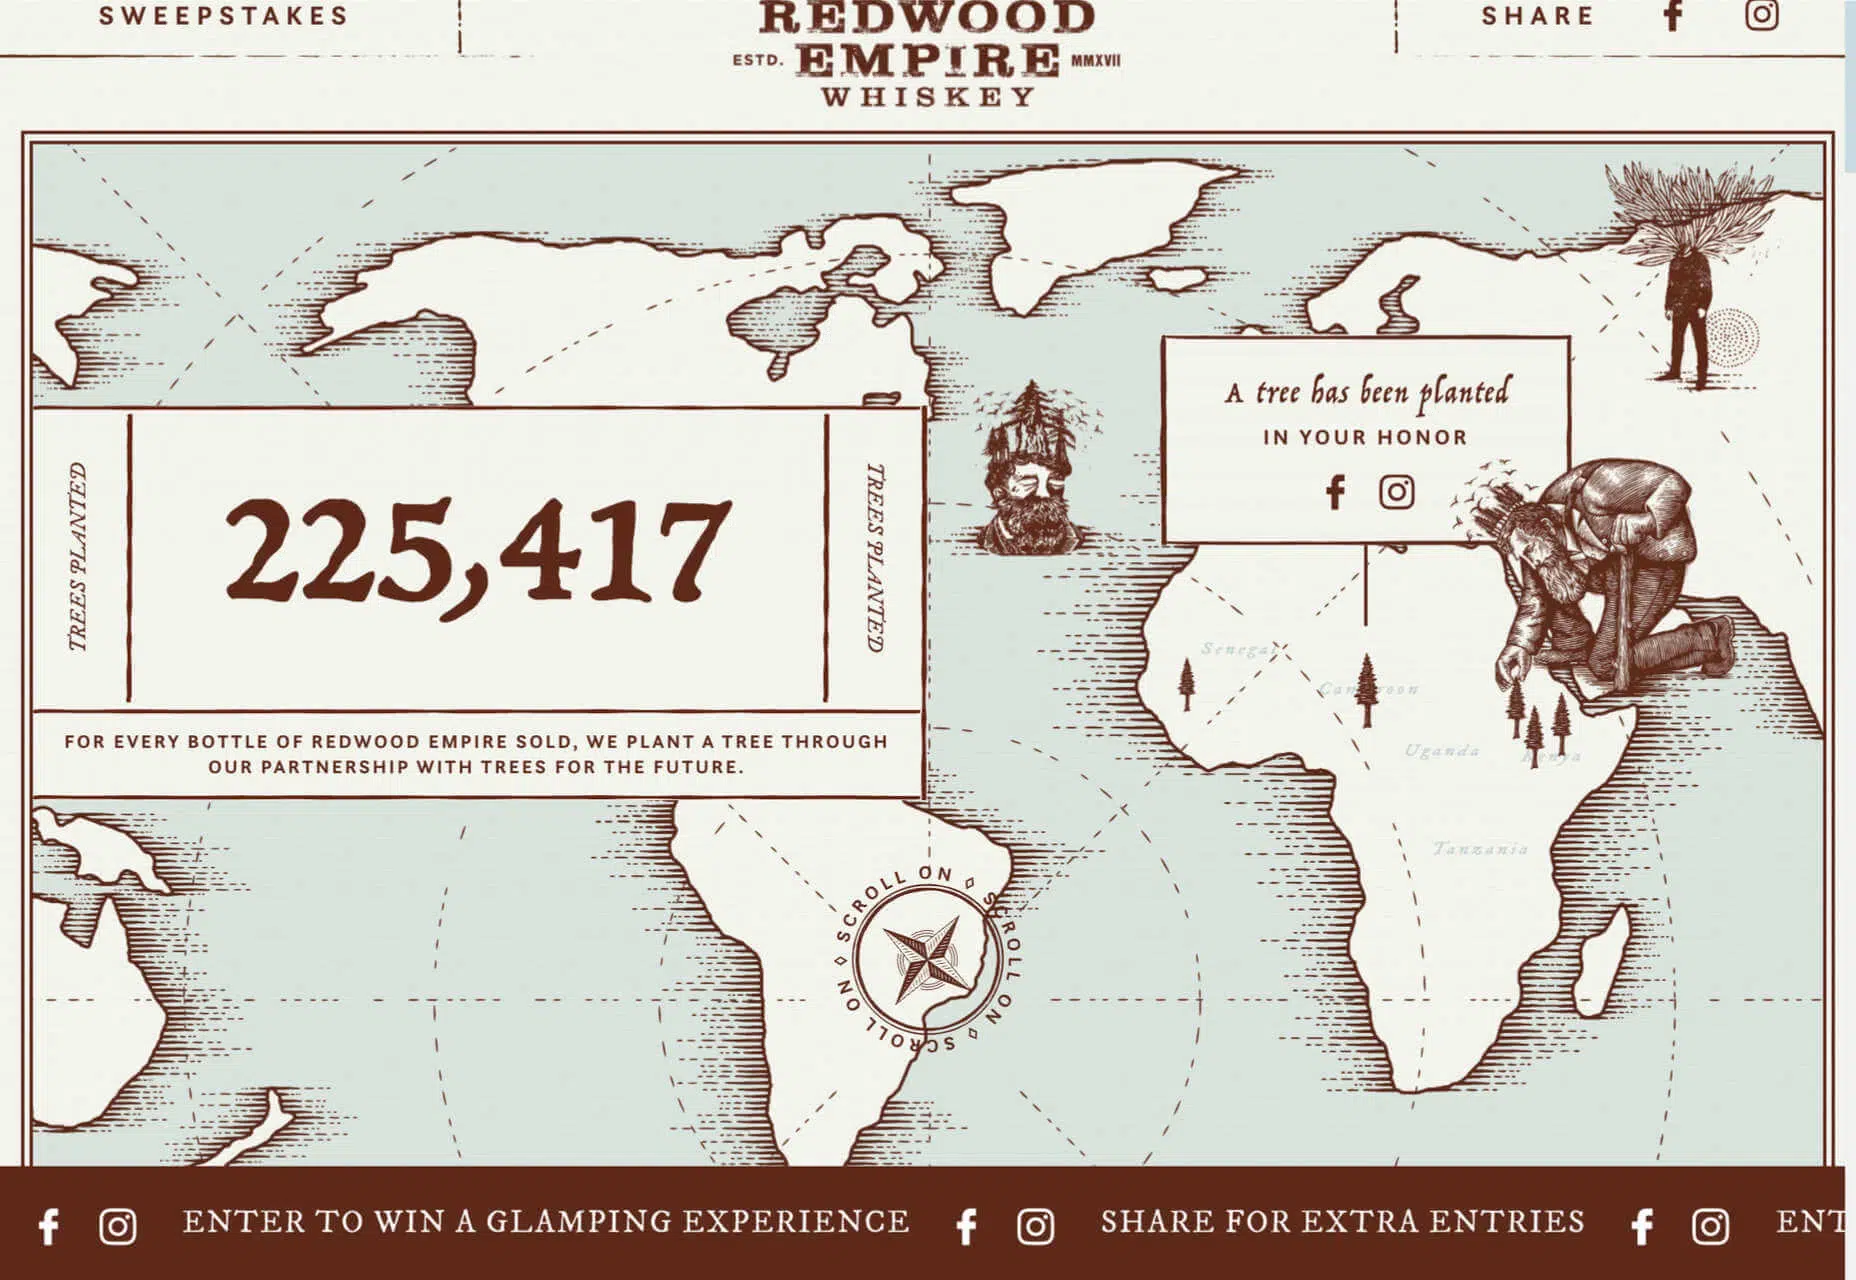 SWEEPSTAKES
REDWOOD
ESTD. EMPIRE MMXVII
WHISKEY
SHARE
TREES PLANTED
225,417
TREES PLANTED
FOR EVERY BOTTLE OF REDWOOD EMPIRE SOLD, WE PLANT A TREE THROUGH
OUR PARTNERSHIP WITH TREES FOR THE FUTURE.
A tree has been planted
IN YOUR HONOR
Senegal
Cameroon
Uganda
Kenya
Tanzania
SCROLL ON ◊ SCROLL ON ◊ SCROLL ON ◊ SCROLL ON ◊
ENTER TO WIN A GLAMPING EXPERIENCE
SHARE FOR EXTRA ENTRIES
ENT